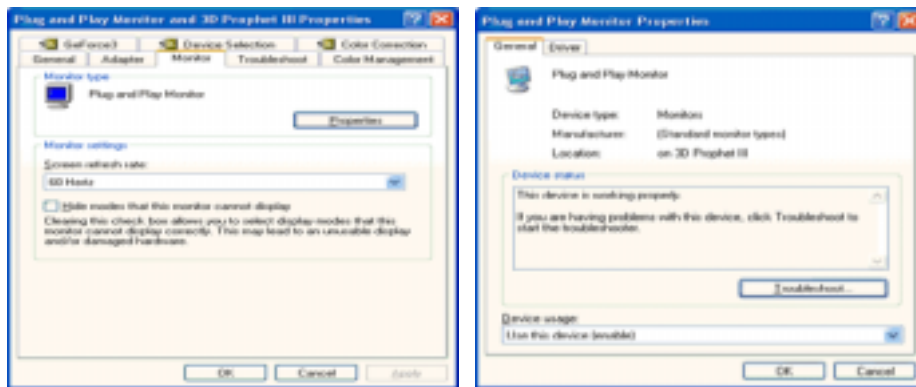 Plug and Play Monitor and 3D Prophet III Properties
GeForce3 Device Selection Color Correction
General Adapter Monitor Troubleshoot Color Management
Monitor type
Plug and Play Monitor
Properties
Monitor settings
Screen refresh rate:
60 Hertz
Hide modes that this monitor cannot display
Clearing this check box allows you to select display modes that this
monitor cannot display correctly. This may lead to an unusable display
and/or damaged hardware.
OK Cancel Apply
Plug and Play Monitor Properties
General Driver
Plug and Play Monitor
Device type: Monitors
Manufacturer: (Standard monitor types)
Location: on 3D Prophet III
Device status
This device is working properly.
If you are having problems with this device, click Troubleshoot to
start the troubleshooter.
Troubleshoot...
Device usage:
Use this device (enable)
OK Cancel